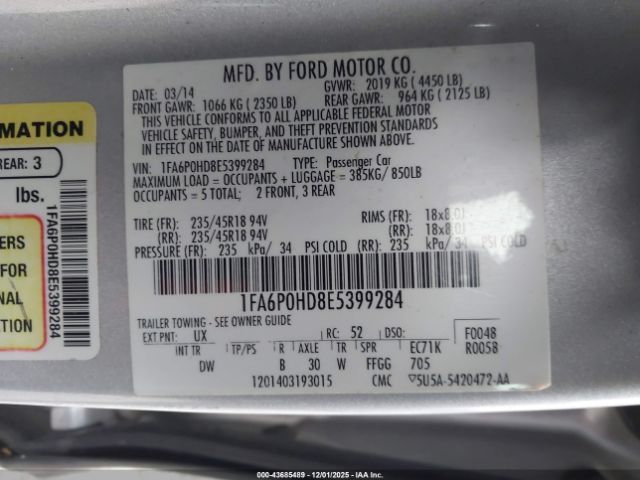 MFD. BY FORD MOTOR CO.
DATE: 03/14 GVWR: 2019 KG ( 4450 LB)
FRONT GAWR: 1066 KG ( 2350 LB) REAR GAWR: 964 KG ( 2125 LB)
THIS VEHICLE CONFORMS TO ALL APPLICABLE FEDERAL MOTOR
VEHICLE SAFETY, BUMPER, AND THEFT PREVENTION STANDARDS
IN EFFECT ON THE DATE OF MANUFACTURE SHOWN ABOVE.
VIN: 1FA6P0HD8E5399284 TYPE: Passenger Car
MAXIMUM LOAD = OCCUPANTS + LUGGAGE = 385KG/ 850LB
OCCUPANTS = 5 TOTAL; 2 FRONT, 3 REAR
TIRE (FR): 235/45R18 94V RIMS (FR): 18x8.0J
(RR): 235/45R18 94V (RR): 18x8.0J
PRESSURE (FR): 235 kPa/ 34 PSI COLD (RR): 235 kPa/ 34 PSI COLD
1FA6P0HD8E5399284
TRAILER TOWING - SEE OWNER GUIDE
EXT PNT: UX RC: 52 DSO: F0048
INT TR TP/PS R AXLE TR SPR EC71K R0058
DW B 30 W FFGG 705
1201403193015 CMC ▽5U5A-5420472-AA
RMATION
REAR: 3
lbs.
ERS
FOR
NAL
TION
1FA6P0HD8E5399284
000-43685489 - 12/01/2025 - IAAI.COM